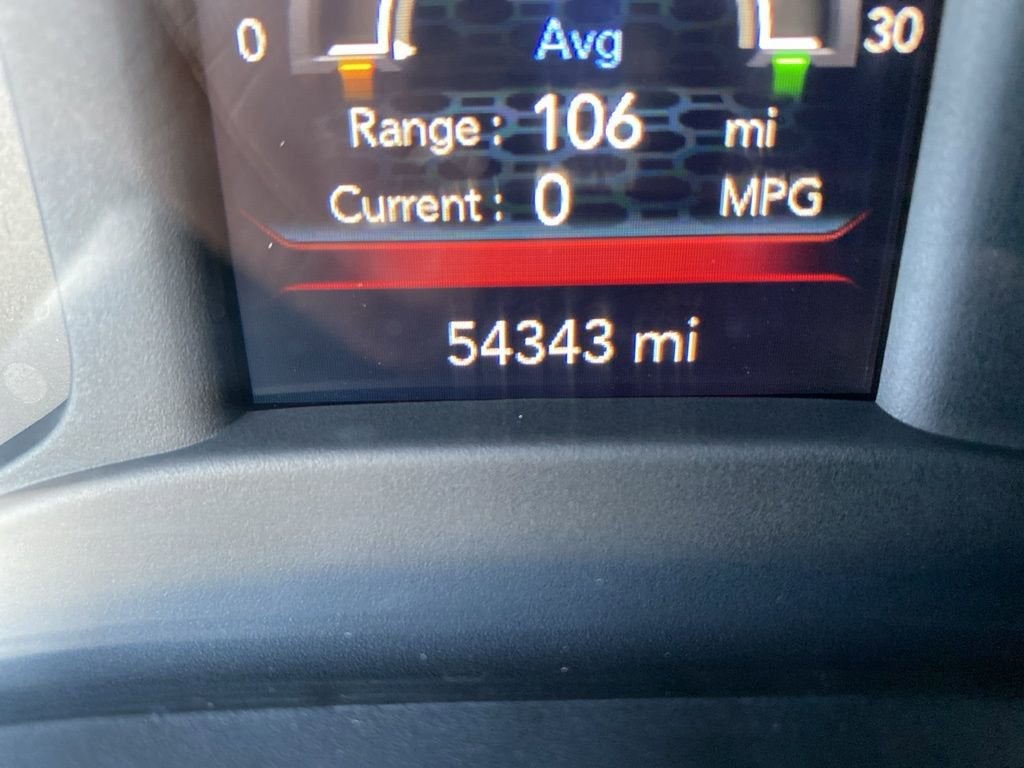 0 Avg 30
Range: 106 mi
Current: 0 MPG
54343 mi